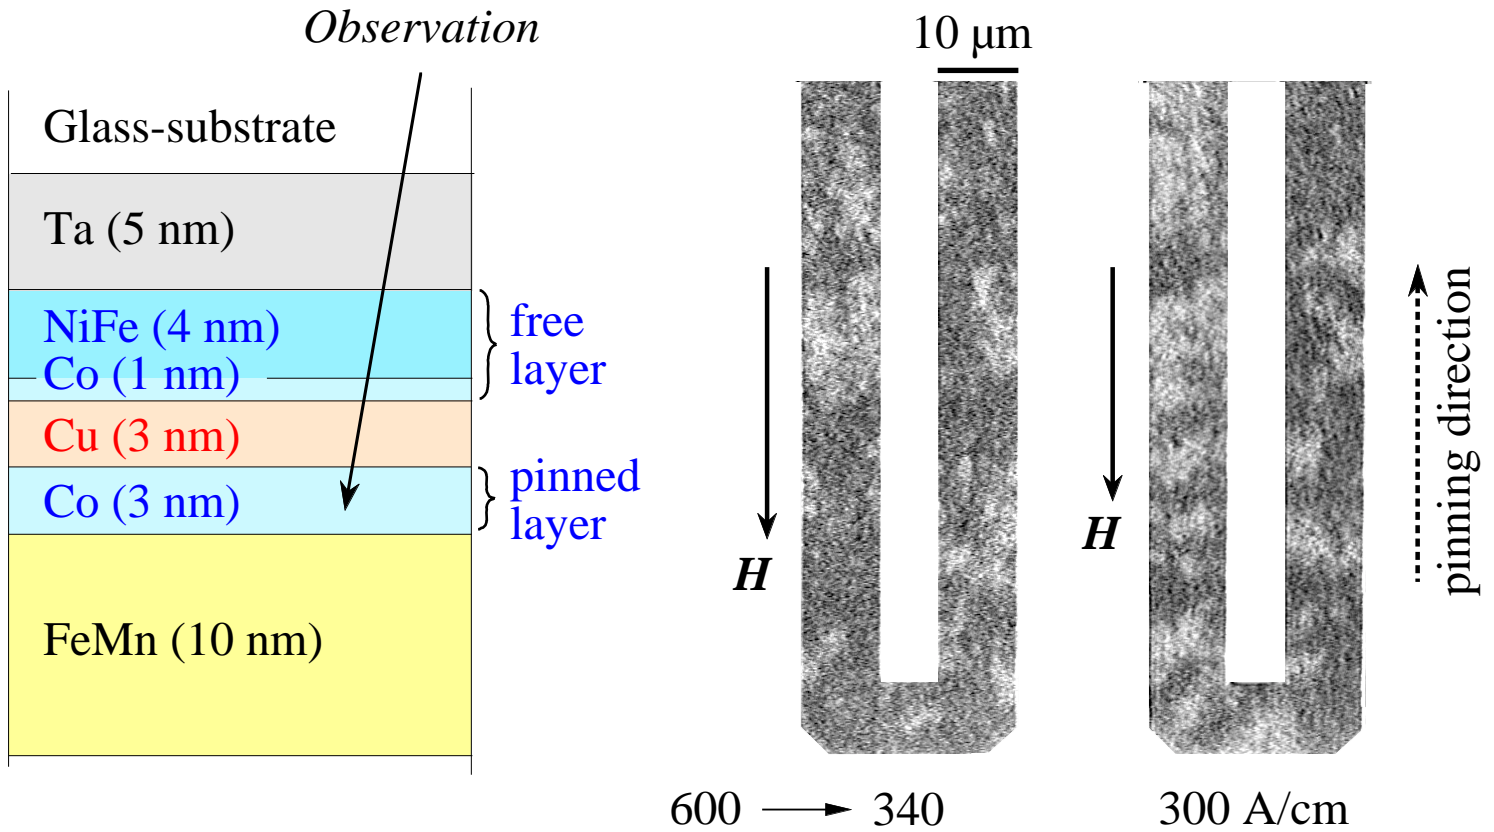 Observation
Glass-substrate
Ta (5 nm)
NiFe (4 nm)
Co (1 nm)
free
layer
Cu (3 nm)
Co (3 nm)
pinned
layer
FeMn (10 nm)
10 μm
H
H
pinning direction
600
340
300 A/cm